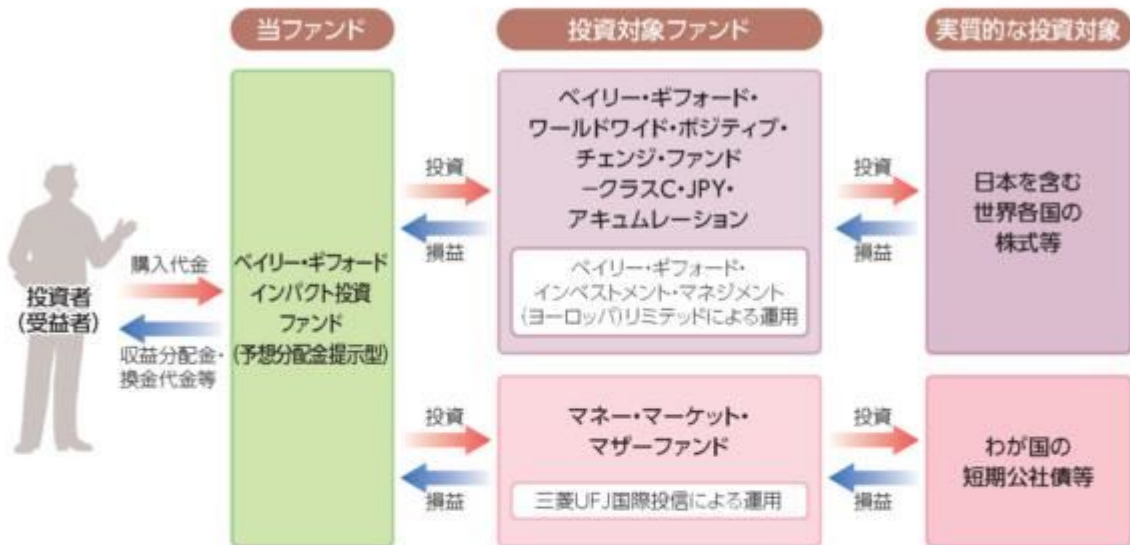 当ファンド
投資対象ファンド
実質的な投資対象
投資者
(受益者)
購入代金
収益分配金・
換金代金等
ベイリー・ギフォード
インパクト投資
ファンド
(予想分配金提示型)
投資
損益
ベイリー・ギフォード・
ワールドワイド・ポジティブ・
チェンジ・ファンド
－クラスC・JPY・
アキュムレーション
ベイリー・ギフォード・
インベストメント・マネジメント
(ヨーロッパ)リミテッドによる運用
投資
損益
日本を含む
世界各国の
株式等
投資
損益
マネー・マーケット・
マザーファンド
三菱UFJ国際投信による運用
投資
損益
わが国の
短期公社債等